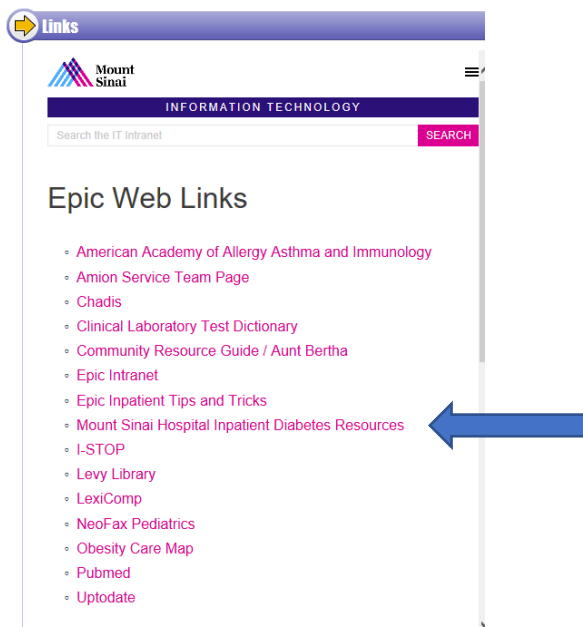 Links
Mount
Sinai
INFORMATION TECHNOLOGY
Search the IT Intranet
SEARCH
Epic Web Links
American Academy of Allergy Asthma and Immunology
Amion Service Team Page
Chadis
Clinical Laboratory Test Dictionary
Community Resource Guide / Aunt Bertha
Epic Intranet
Epic Inpatient Tips and Tricks
Mount Sinai Hospital Inpatient Diabetes Resources
I-STOP
Levy Library
LexiComp
NeoFax Pediatrics
Obesity Care Map
Pubmed
Uptodate